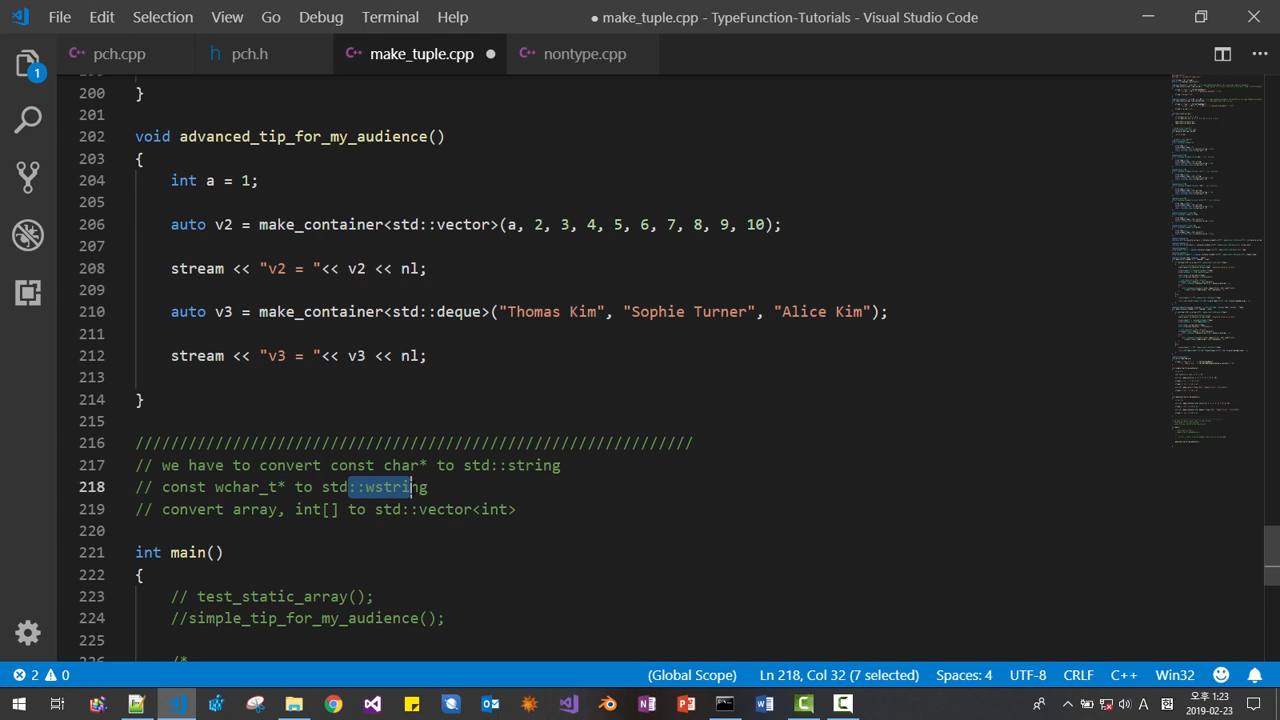 File Edit Selection View Go Debug Terminal Help
● make_tuple.cpp - TypeFunction-Tutorials - Visual Studio Code
pch.cpp
pch.h
make_tuple.cpp
nontype.cpp
1
200 }
201
202 void advanced_tip_for_my_audience()
203 {
204 int a = 1;
205
206 auto v2 = make_container::vector(a, 2, 3, 4, 5, 6, 7, 8, 9, 10);
207
208 stream << "v2 = "<< v2 << nl;
209
210 auto v3 = make_container::deque("Thomas Kim", "Sophie Turner", "Alice Kim");
211
212 stream << "v3 = "<< v3 << nl;
213
214 }
215
216 ///////////////////////////////////////////////////////////////
217 // we have to convert const char* to std::string
218 // const wchar_t* to std::wstring
219 // convert array, int[] to std::vector<int>
220
221 int main()
222 {
223 // test_static_array();
224 //simple_tip_for_my_audience();
225
226 /*
2 0
(Global Scope) Ln 218, Col 32 (7 selected) Spaces: 4 UTF-8 CRLF C++ Win32
오후 1:23
2019-02-23